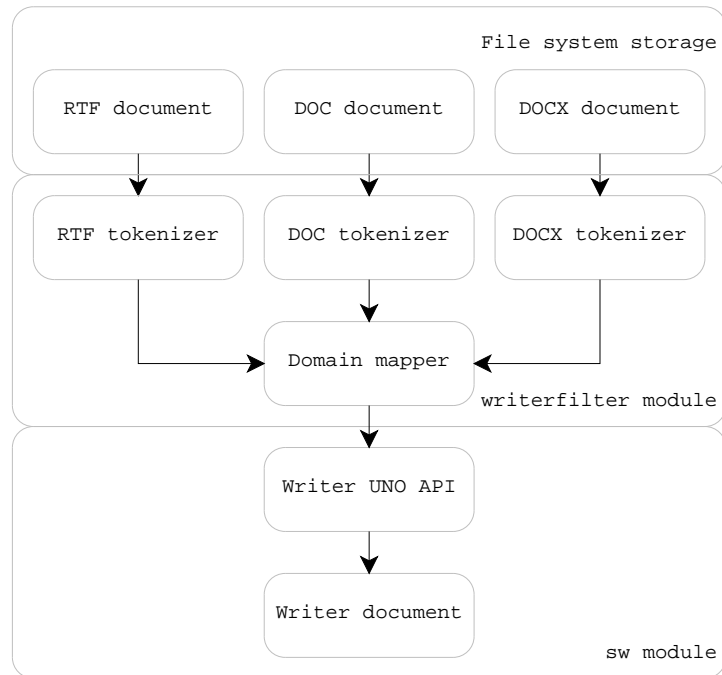 File system storage
RTF document
DOC document
DOCX document
RTF tokenizer
DOC tokenizer
DOCX tokenizer
Domain mapper
writerfilter module
Writer UNO API
Writer document
sw module